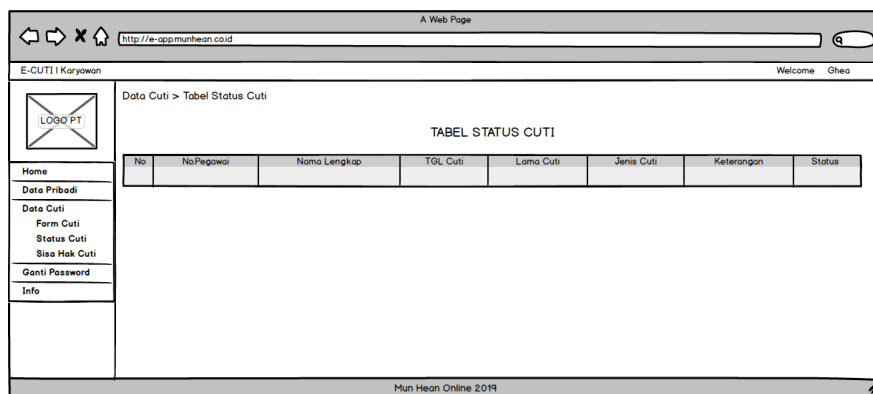 A Web Page
http://e-app.munhean.co.id
E-CUTI | Karyawan
Welcome Ghea
LOGO PT
Home
Data Pribadi
Data Cuti
Form Cuti
Status Cuti
Sisa Hak Cuti
Ganti Password
Info
Data Cuti > Tabel Status Cuti
TABEL STATUS CUTI
No No.Pegawai Nama Lengkap TGL Cuti Lama Cuti Jenis Cuti Keterangan Status
Mun Hean Online 2019